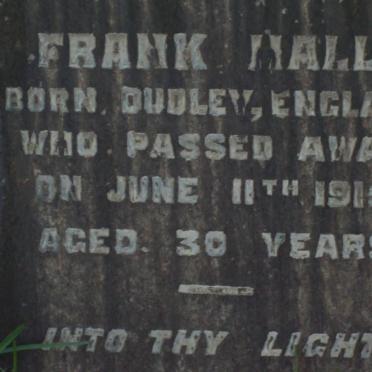 FRANK HALL
BORN DUDLEY, ENGLA
WHO PASSED AWA
ON JUNE 11TH 191
AGED 30 YEARS
INTO THY LIGHT